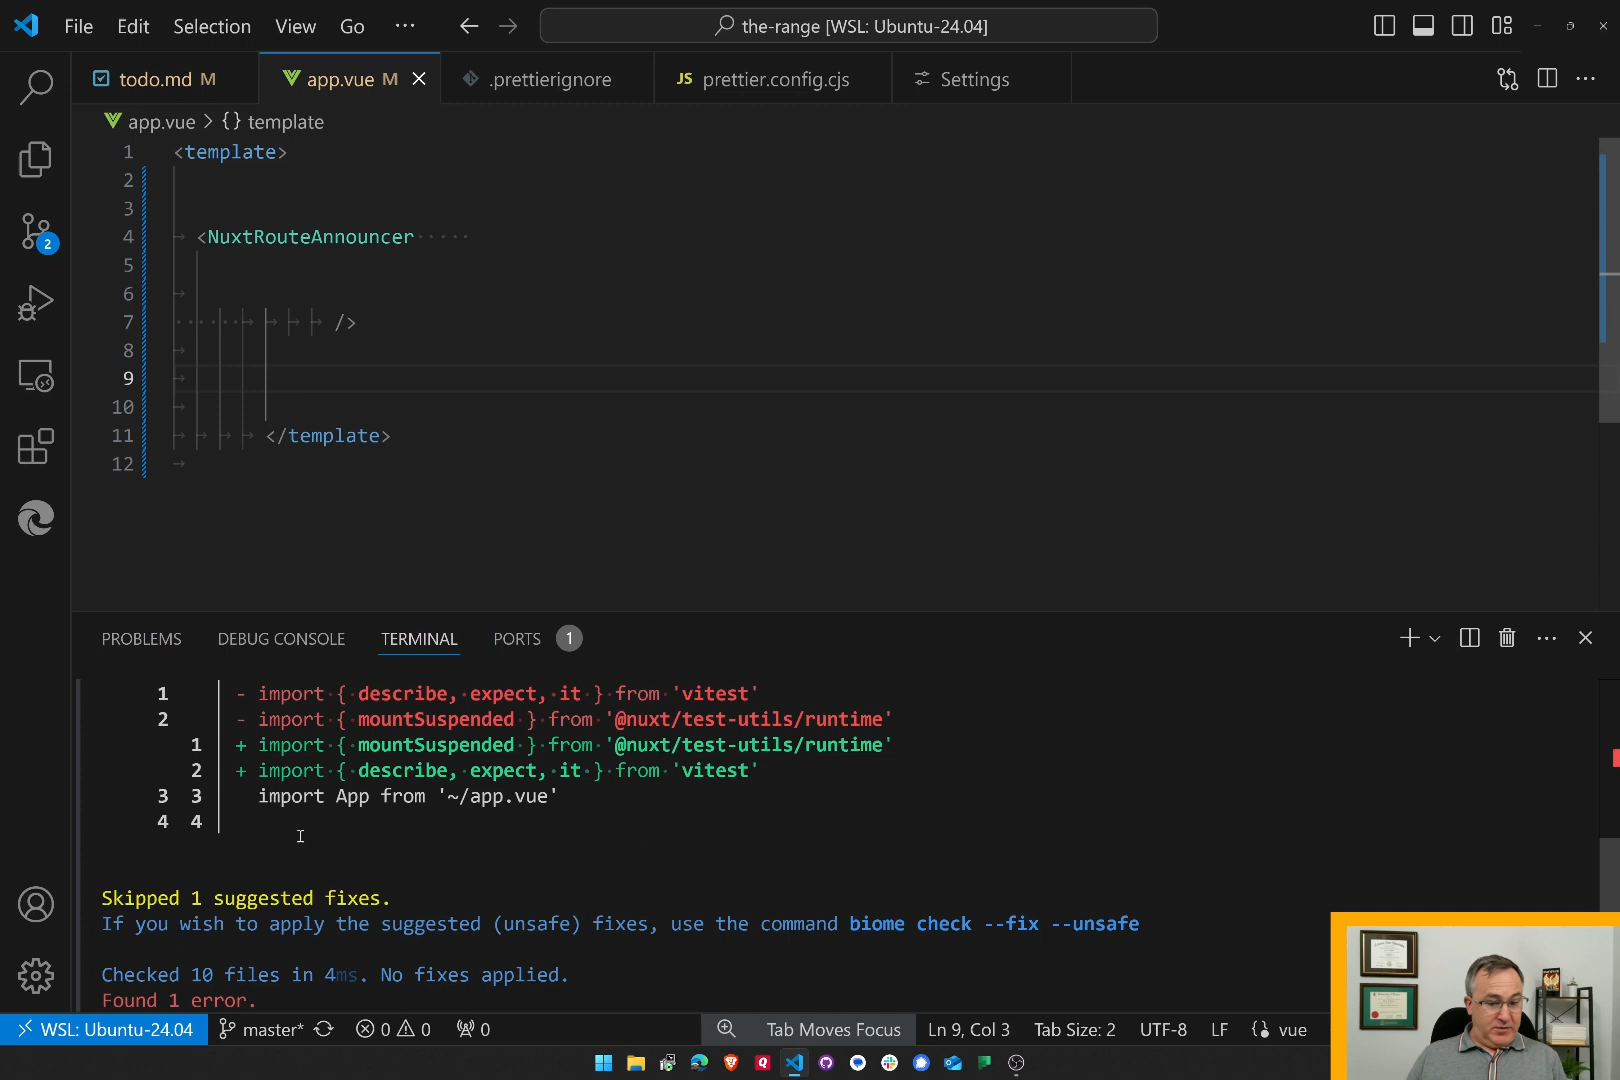 File Edit Selection View Go ··· the-range [WSL: Ubuntu-24.04]
todo.md M app.vue M .prettierignore JS prettier.config.cjs Settings
app.vue > {} template
1 <template>
2
3
4 <NuxtRouteAnnouncer
5
6
7 />
8
9
10
11 </template>
12
2
PROBLEMS DEBUG CONSOLE TERMINAL PORTS 1
1 - import { describe, expect, it } from 'vitest'
2 - import { mountSuspended } from '@nuxt/test-utils/runtime'
1 + import { mountSuspended } from '@nuxt/test-utils/runtime'
2 + import { describe, expect, it } from 'vitest'
3 3 import App from '~/app.vue'
4 4
Skipped 1 suggested fixes.
If you wish to apply the suggested (unsafe) fixes, use the command biome check --fix --unsafe
Checked 10 files in 4ms. No fixes applied.
Found 1 error.
WSL: Ubuntu-24.04 master* 0 0 0 Tab Moves Focus Ln 9, Col 3 Tab Size: 2 UTF-8 LF vue